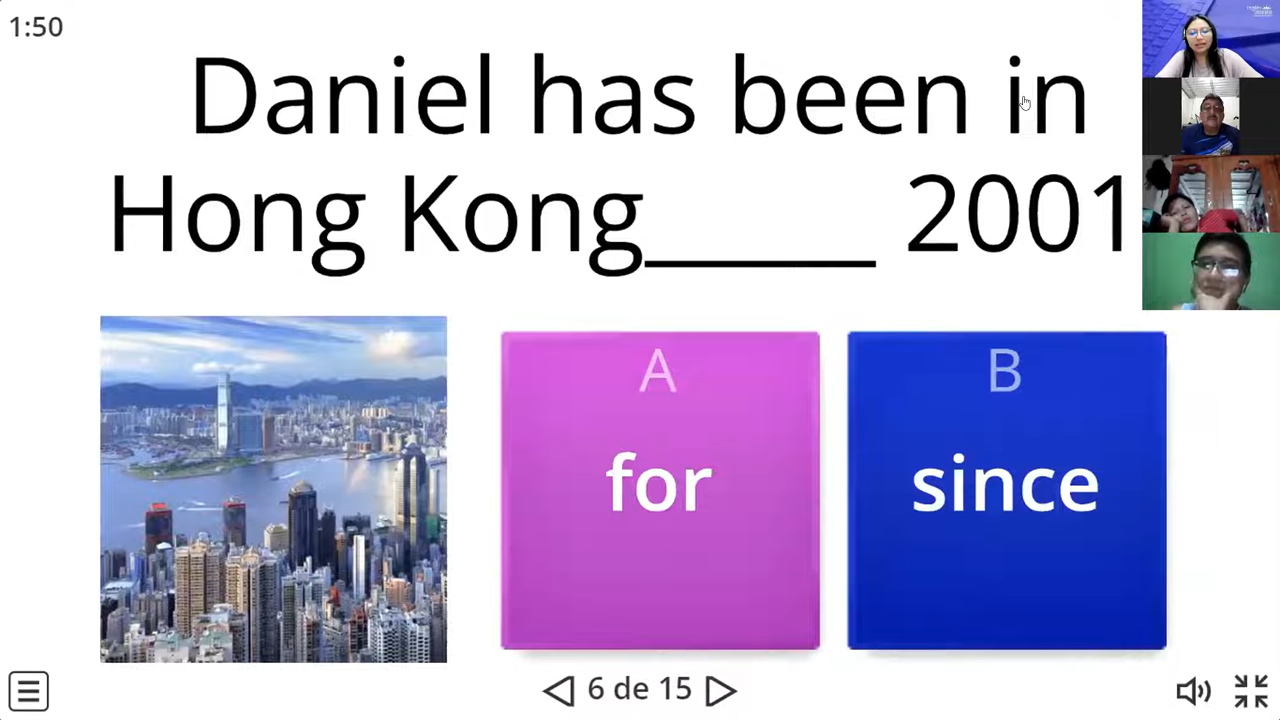 1:50
Daniel has been in
Hong Kong_____ 2001
A
for
B
since
6 de 15